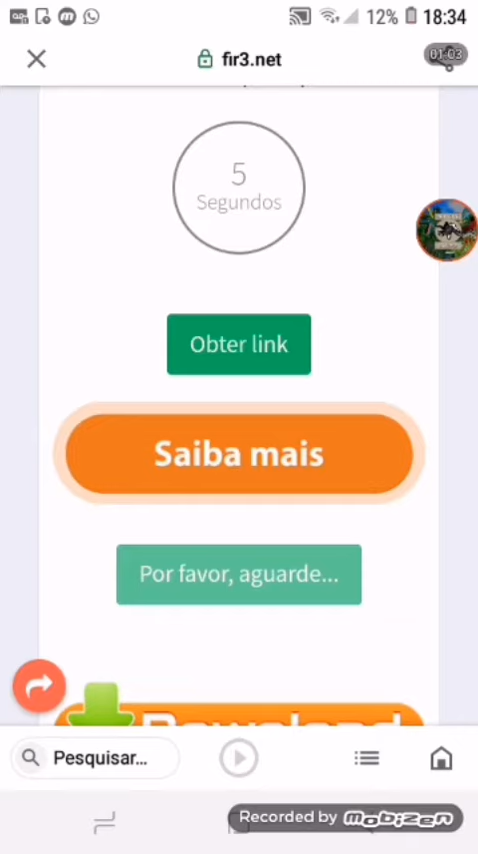 12% 18:34
fir3.net
01:03
5
Segundos
Obter link
Saiba mais
Por favor, aguarde...
Download
Pesquisar...
Recorded by MOBIZEN